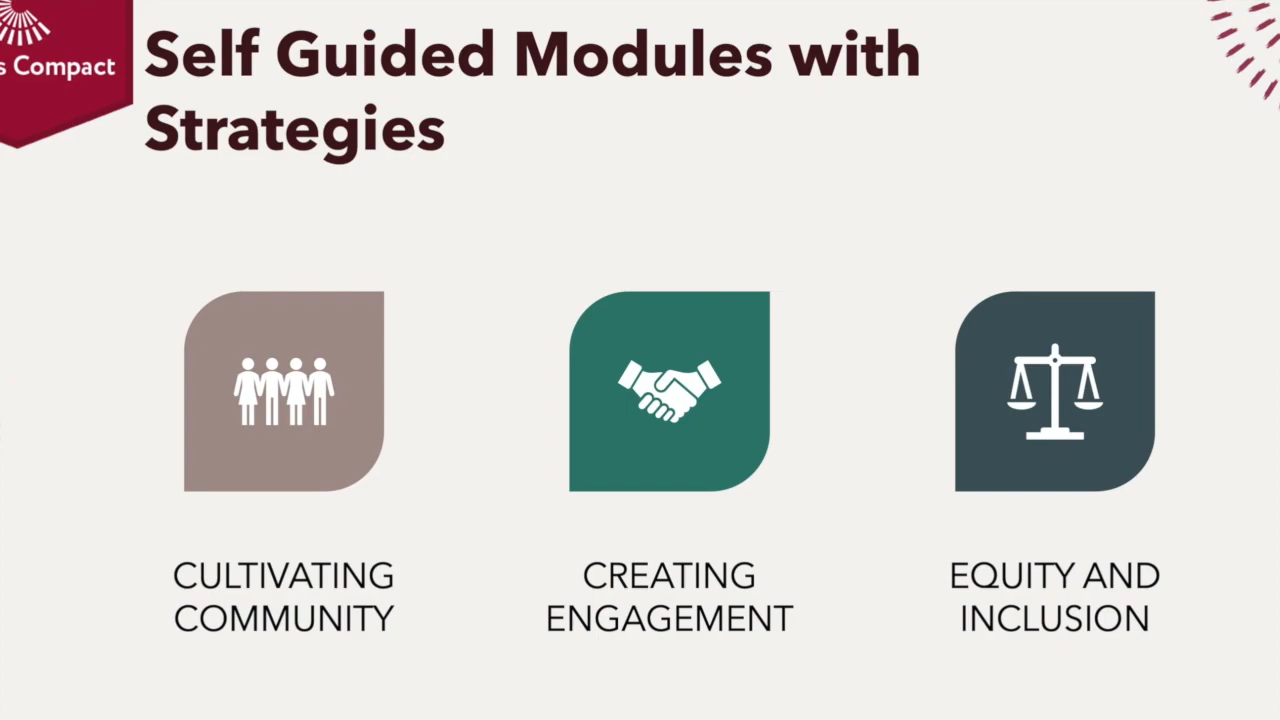 s Compact
Self Guided Modules with
Strategies
CULTIVATING
COMMUNITY
CREATING
ENGAGEMENT
EQUITY AND
INCLUSION